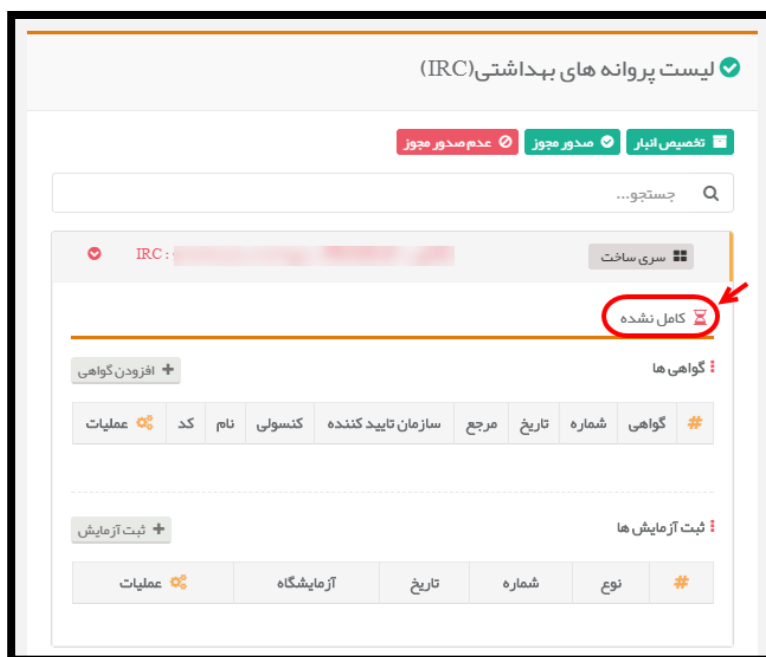 لیست پروانه های بهداشتی(IRC)
تخصیص انبار صدور مجوز عدم صدور مجوز
جستجو...
سری ساخت IRC :
کامل نشده
گواهی ها افزودن گواهی
# گواهی شماره تاریخ مرجع سازمان تایید کننده کنسولی نام کد عملیات
ثبت آزمایش ها ثبت آزمایش
# نوع شماره تاریخ آزمایشگاه عملیات